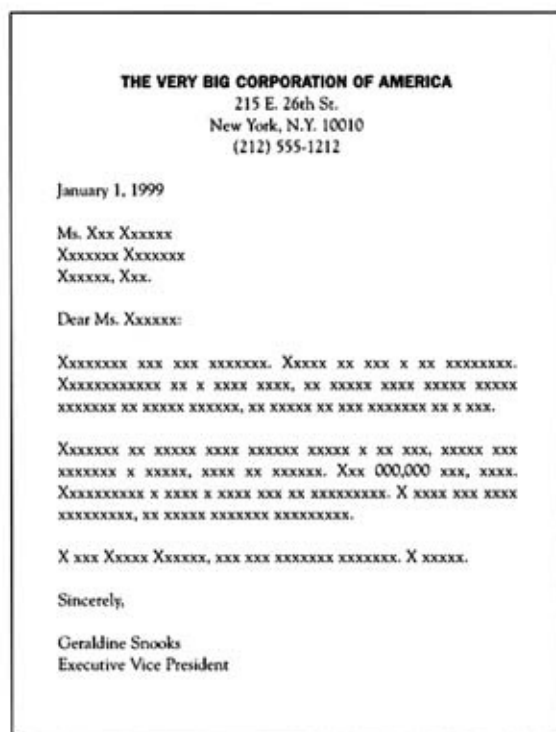 THE VERY BIG CORPORATION OF AMERICA
215 E. 26th St.
New York, N.Y. 10010
(212) 555-1212
January 1, 1999
Ms. Xxx Xxxxxx
Xxxxxxx Xxxxxxx
Xxxxxx, Xxx.
Dear Ms. Xxxxxx:
Xxxxxxxx xxx xxx xxxxxxx. Xxxxx xx xxx x xx xxxxxxxx.
Xxxxxxxxxxxx xx x xxxx xxxx, xx xxxxx xxxx xxxxx xxxxx
xxxxxxx xx xxxxx xxxxxx, xx xxxxx xx xxx xxxxxxx xx x xxx.
Xxxxxxx xx xxxxx xxxx xxxxxx xxxxx x xx xxx, xxxxx xxx
xxxxxxx x xxxxx, xxxx xx xxxxxx. Xxx 000,000 xxx, xxxx.
Xxxxxxxxxx x xxxx x xxxx xxx xx xxxxxxxxx. X xxxx xxx xxxx
xxxxxxxxx, xx xxxxx xxxxxxx xxxxxxxxx.
X xxx Xxxxx Xxxxxx, xxx xxx xxxxxxx xxxxxxx. X xxxxx.
Sincerely,
Geraldine Snooks
Executive Vice President